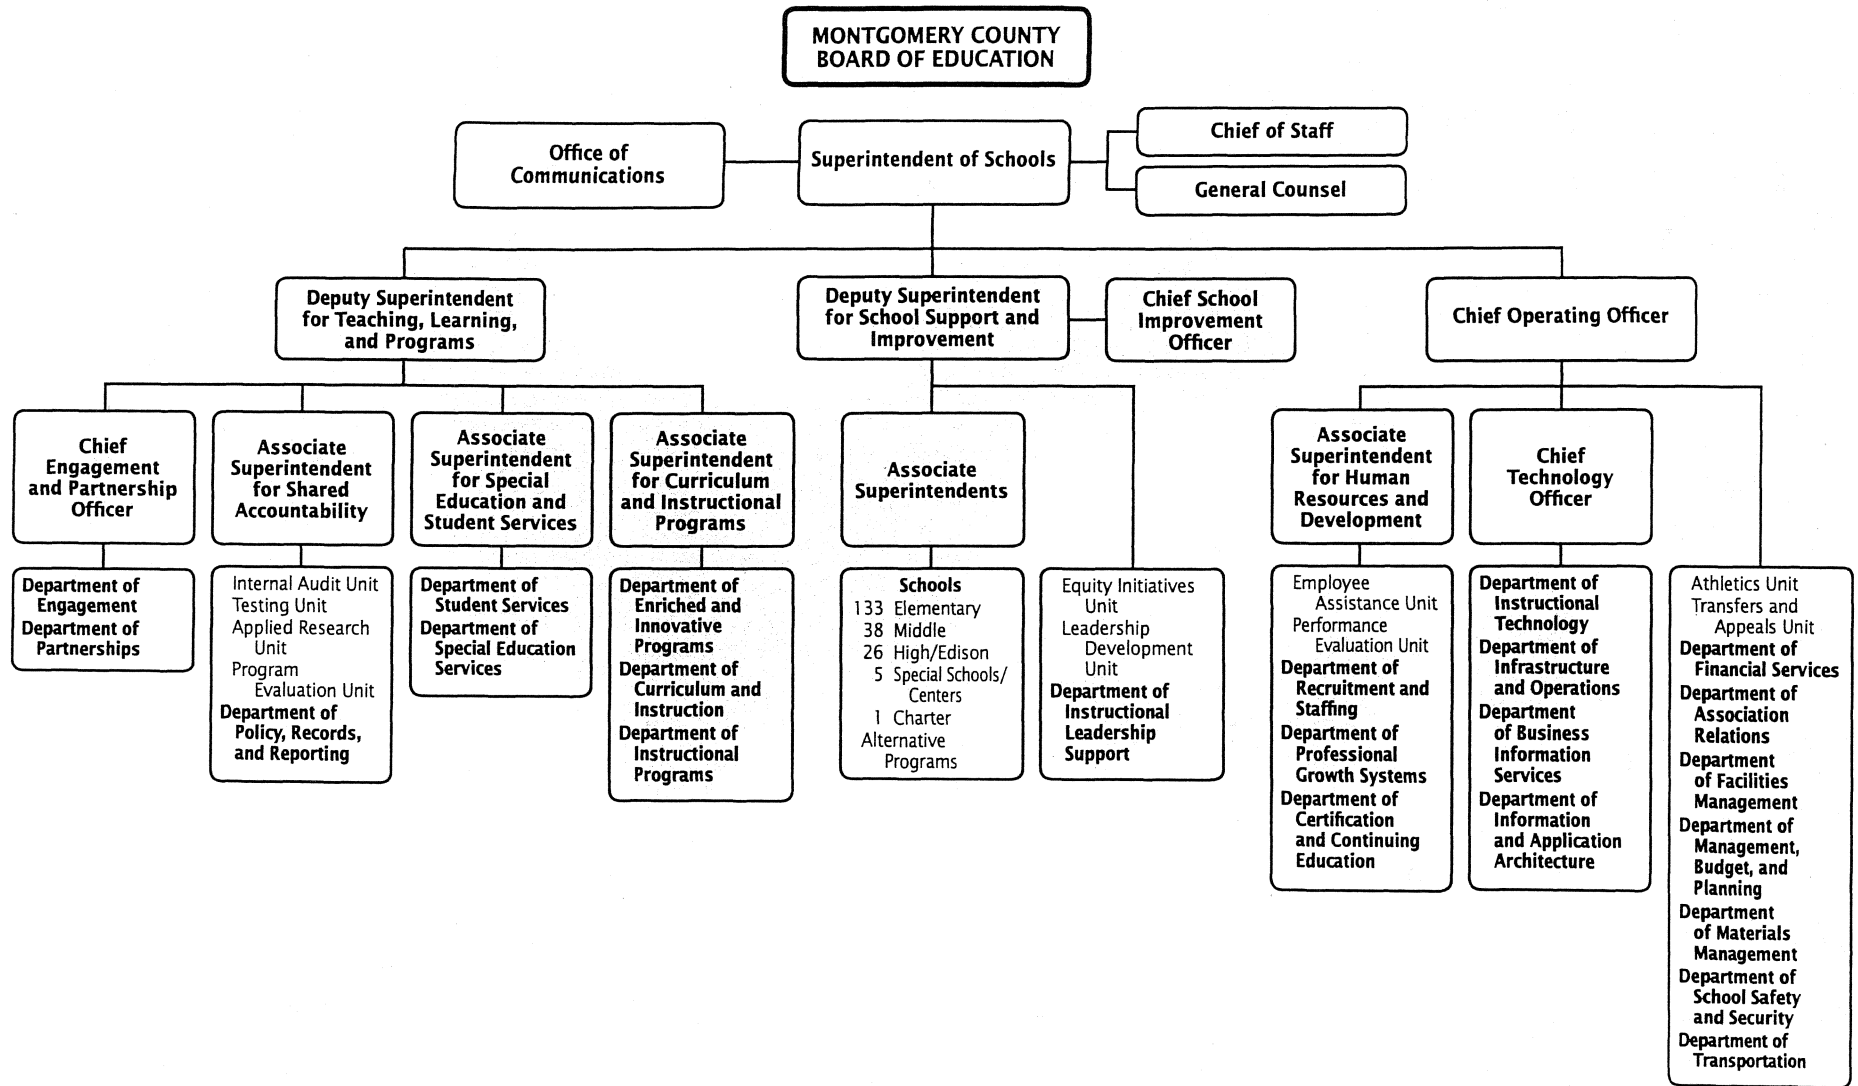 MONTGOMERY COUNTY
BOARD OF EDUCATION
Office of
Communications
Superintendent of Schools
Chief of Staff
General Counsel
Deputy Superintendent
for Teaching, Learning,
and Programs
Deputy Superintendent
for School Support and
Improvement
Chief School
Improvement
Officer
Chief Operating Officer
Chief
Engagement
and Partnership
Officer
Associate
Superintendent
for Shared
Accountability
Associate
Superintendent
for Special
Education and
Student Services
Associate
Superintendent
for Curriculum
and Instructional
Programs
Associate
Superintendents
Associate
Superintendent
for Human
Resources and
Development
Chief
Technology
Officer
Department of
Engagement
Department of
Partnerships
Internal Audit Unit
Testing Unit
Applied Research
Unit
Program
Evaluation Unit
Department of
Policy, Records,
and Reporting
Department of
Student Services
Department of
Special Education
Services
Department of
Enriched and
Innovative
Programs
Department of
Curriculum and
Instruction
Department of
Instructional
Programs
Schools
133 Elementary
38 Middle
26 High/Edison
5 Special Schools/
Centers
1 Charter
Alternative
Programs
Equity Initiatives
Unit
Leadership
Development
Unit
Department of
Instructional
Leadership
Support
Employee
Assistance Unit
Performance
Evaluation Unit
Department of
Recruitment and
Staffing
Department of
Professional
Growth Systems
Department of
Certification
and Continuing
Education
Department of
Instructional
Technology
Department of
Infrastructure
and Operations
Department
of Business
Information
Services
Department of
Information
and Application
Architecture
Athletics Unit
Transfers and
Appeals Unit
Department of
Financial Services
Department of
Association
Relations
Department
of Facilities
Management
Department of
Management,
Budget, and
Planning
Department
of Materials
Management
Department of
School Safety
and Security
Department of
Transportation